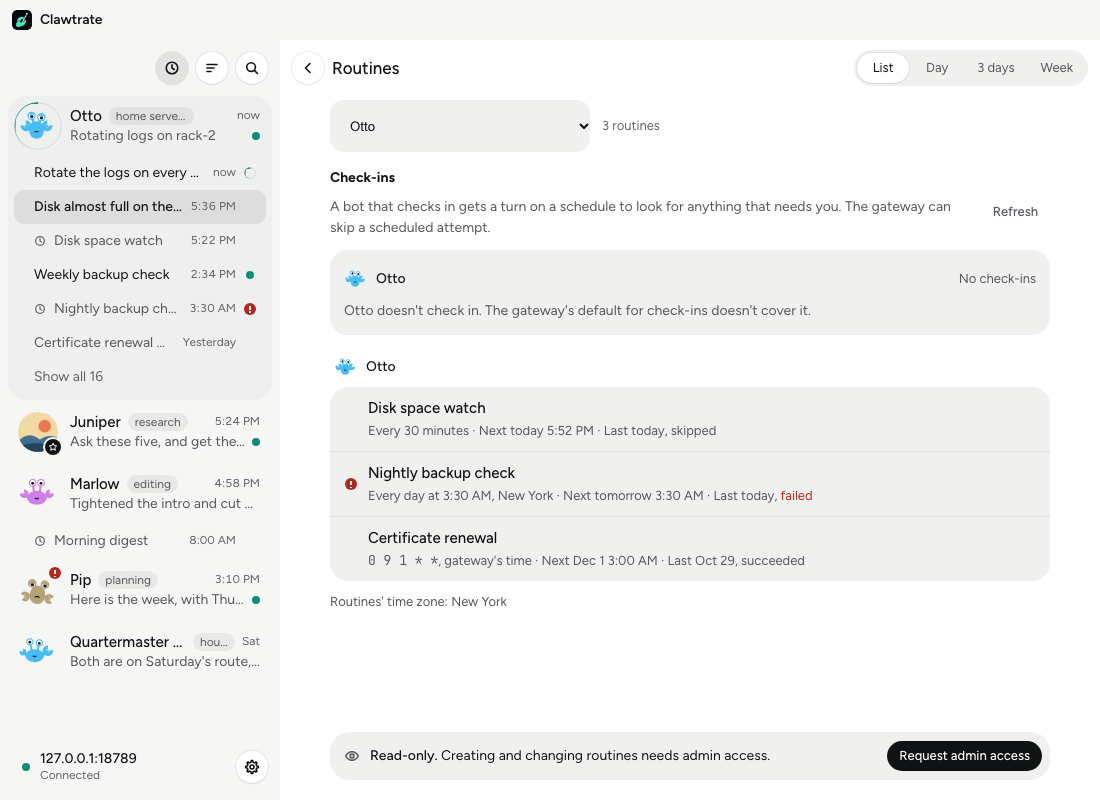 Clawtrate
Otto home serve... now
Rotating logs on rack-2
Rotate the logs on every ... now
Disk almost full on the... 5:36 PM
Disk space watch 5:22 PM
Weekly backup check 2:34 PM
Nightly backup ch... 3:30 AM
Certificate renewal ... Yesterday
Show all 16
Juniper research 5:24 PM
Ask these five, and get the...
Marlow editing 4:58 PM
Tightened the intro and cut ...
Morning digest 8:00 AM
Pip planning 3:10 PM
Here is the week, with Thu...
Quartermaster ... hou... Sat
Both are on Saturday's route,...
127.0.0.1:18789
Connected
Routines
List Day 3 days Week
Otto 3 routines
Check-ins
A bot that checks in gets a turn on a schedule to look for anything that needs you. The gateway can
skip a scheduled attempt.
Refresh
Otto No check-ins
Otto doesn't check in. The gateway's default for check-ins doesn't cover it.
Otto
Disk space watch
Every 30 minutes · Next today 5:52 PM · Last today, skipped
Nightly backup check
Every day at 3:30 AM, New York · Next tomorrow 3:30 AM · Last today, failed
Certificate renewal
0 9 1 * *, gateway's time · Next Dec 1 3:00 AM · Last Oct 29, succeeded
Routines' time zone: New York
Read-only. Creating and changing routines needs admin access.
Request admin access